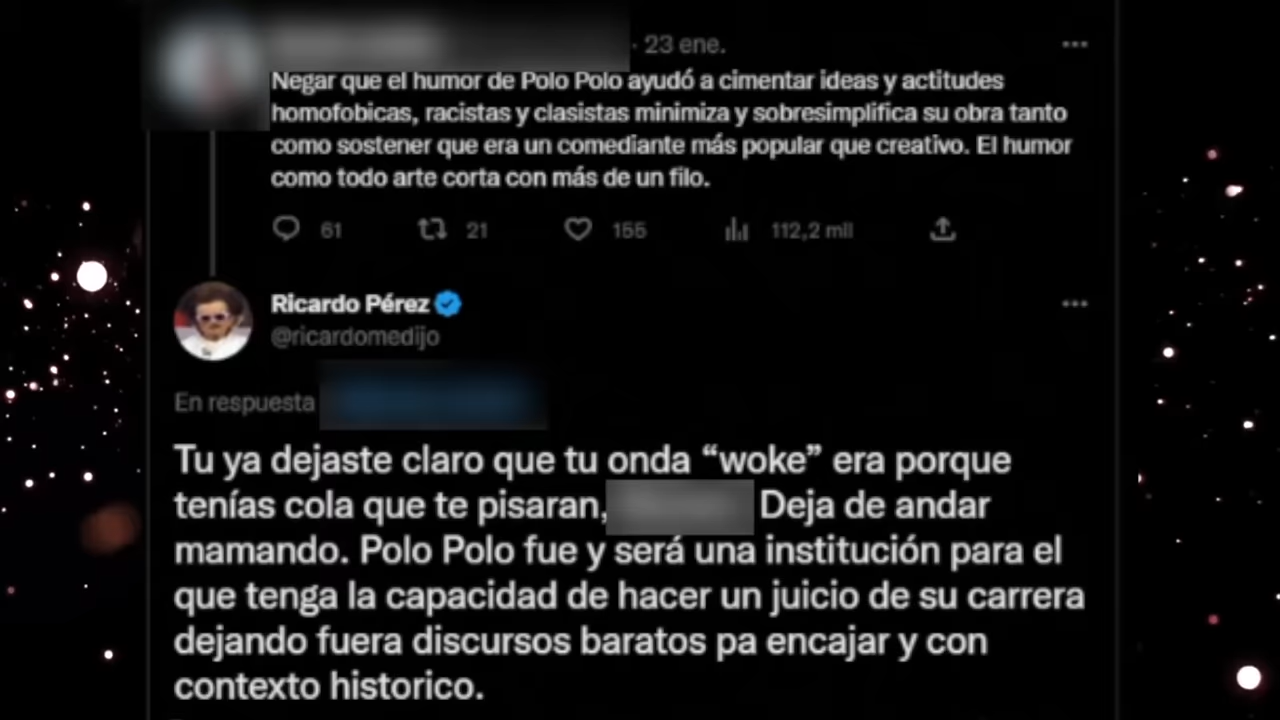 · 23 ene.
Negar que el humor de Polo Polo ayudó a cimentar ideas y actitudes
homofobicas, racistas y clasistas minimiza y sobresimplifica su obra tanto
como sostener que era un comediante más popular que creativo. El humor
como todo arte corta con más de un filo.
61 21 155 112,2 mil
Ricardo Pérez
@ricardomedijo
En respuesta
Tu ya dejaste claro que tu onda “woke” era porque
tenías cola que te pisaran, Deja de andar
mamando. Polo Polo fue y será una institución para el
que tenga la capacidad de hacer un juicio de su carrera
dejando fuera discursos baratos pa encajar y con
contexto historico.